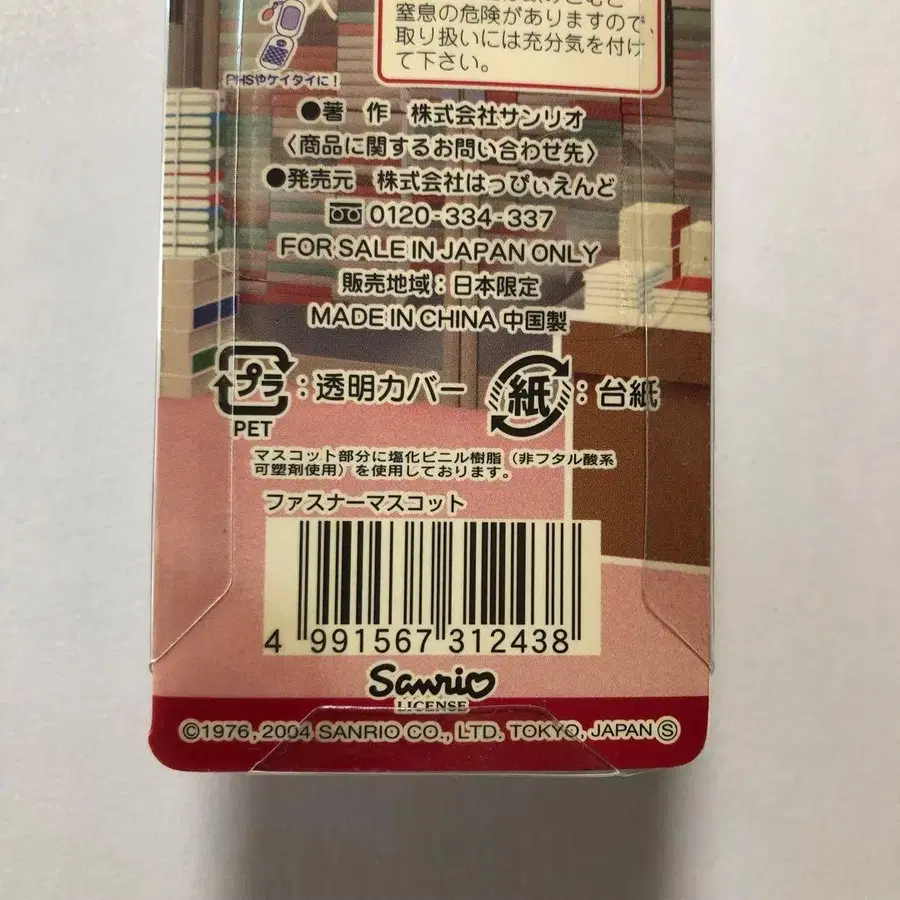 窒息の危険がありますので、
取り扱いには充分気を付け
て下さい。
PHSやケイタイに!
●著 作 株式会社サンリオ
〈商品に関するお問い合わせ先〉
●発売元 株式会社はっぴぃえんど
0120-334-337
FOR SALE IN JAPAN ONLY
販売地域:日本限定
MADE IN CHINA 中国製
プラ:透明カバー
PET
紙:台紙
マスコット部分に塩化ビニル樹脂(非フタル酸系
可塑剤使用)を使用しております。
ファスナーマスコット
4 991567 312438
Sanrio
LICENSE
©1976, 2004 SANRIO CO., LTD. TOKYO, JAPAN Ⓢ